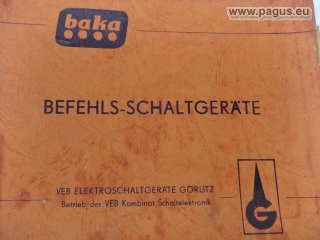 www.pagus.eu
baka
BEFEHLS-SCHALTGERÄTE
VEB ELEKTROSCHALTGERÄTE GÖRLITZ
Betrieb des VEB Kombinat Schaltelektronik
G